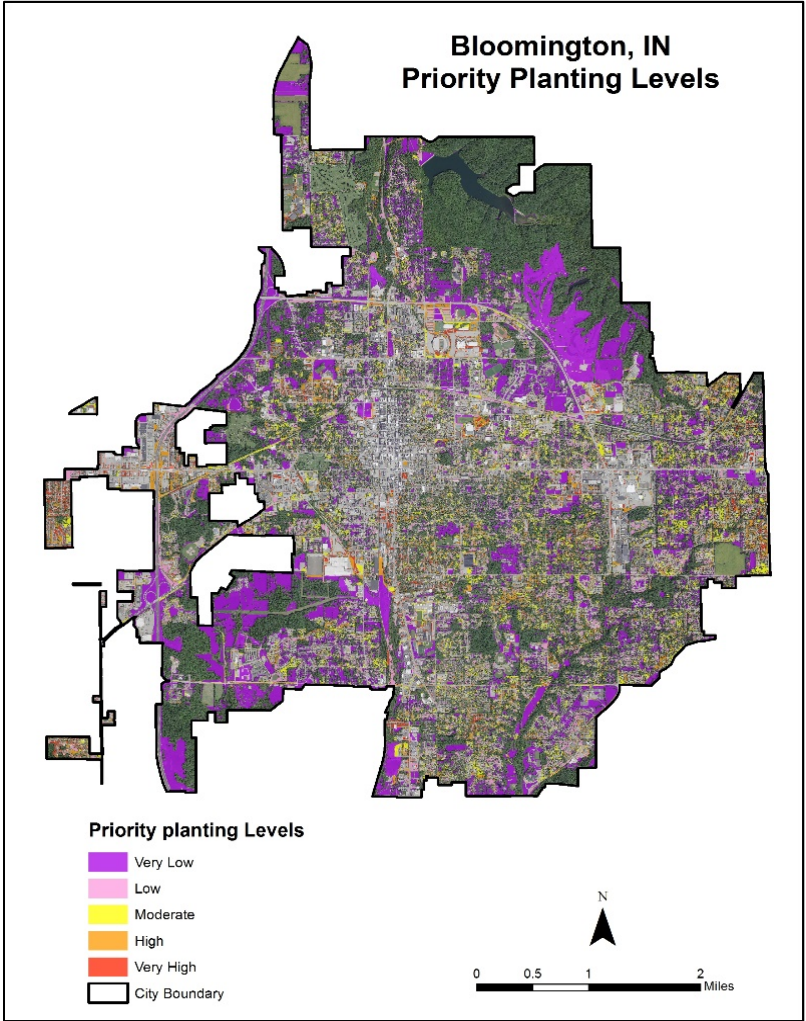 Bloomington, IN
Priority Planting Levels
Priority planting Levels
Very Low
Low
Moderate
High
Very High
City Boundary
N
0 0.5 1 2
Miles